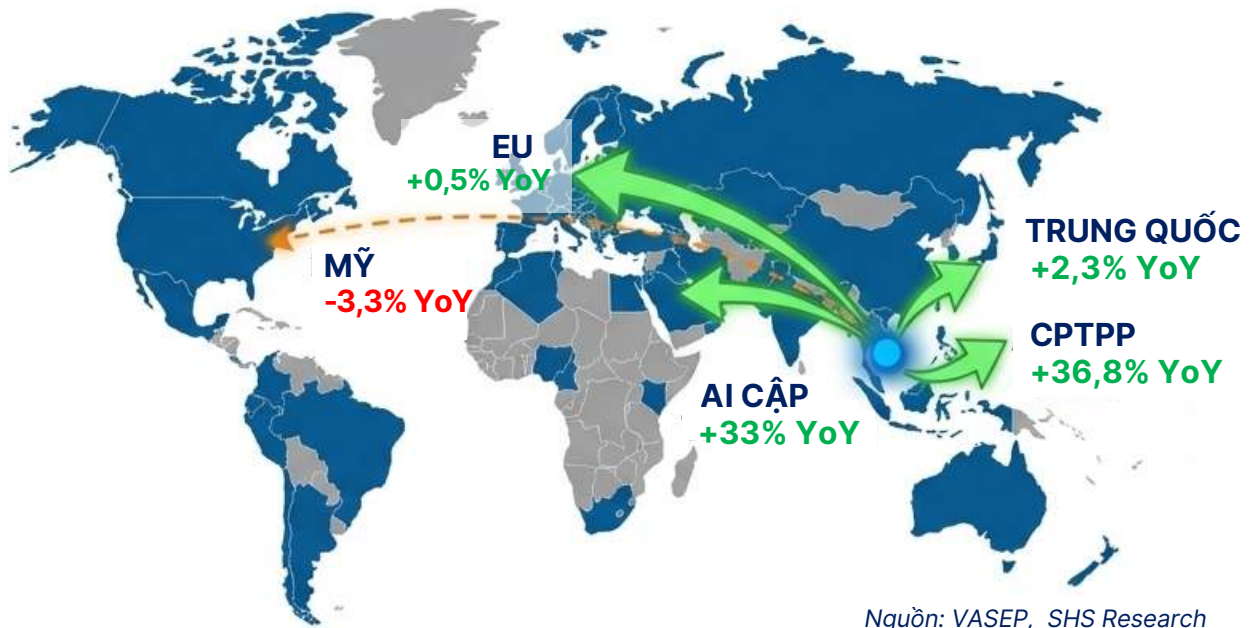 EU
+0,5% YoY
MỸ
-3,3% YoY
TRUNG QUỐC
+2,3% YoY
CPTPP
+36,8% YoY
AI CẬP
+33% YoY
Nguồn: VASEP, SHS Research